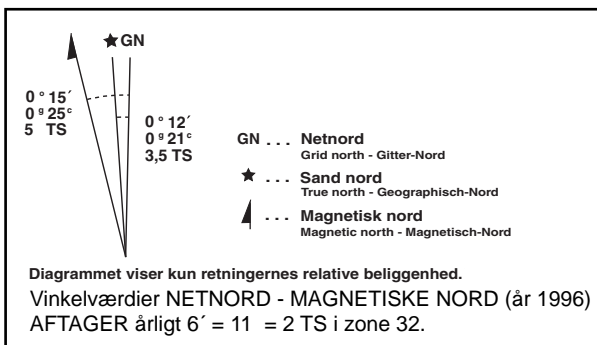 ★ GN
0 ° 15´
0 ᵍ 25ᶜ
5 TS
0 ° 12´
0 ᵍ 21ᶜ
3,5 TS
GN . . . Netnord
Grid north - Gitter-Nord
★ . . . Sand nord
True north - Geographisch-Nord
. . . Magnetisk nord
Magnetic north - Magnetisch-Nord
Diagrammet viser kun retningernes relative beliggenhed.
Vinkelværdier NETNORD - MAGNETISKE NORD (år 1996)
AFTAGER årligt 6´ = 11 = 2 TS i zone 32.